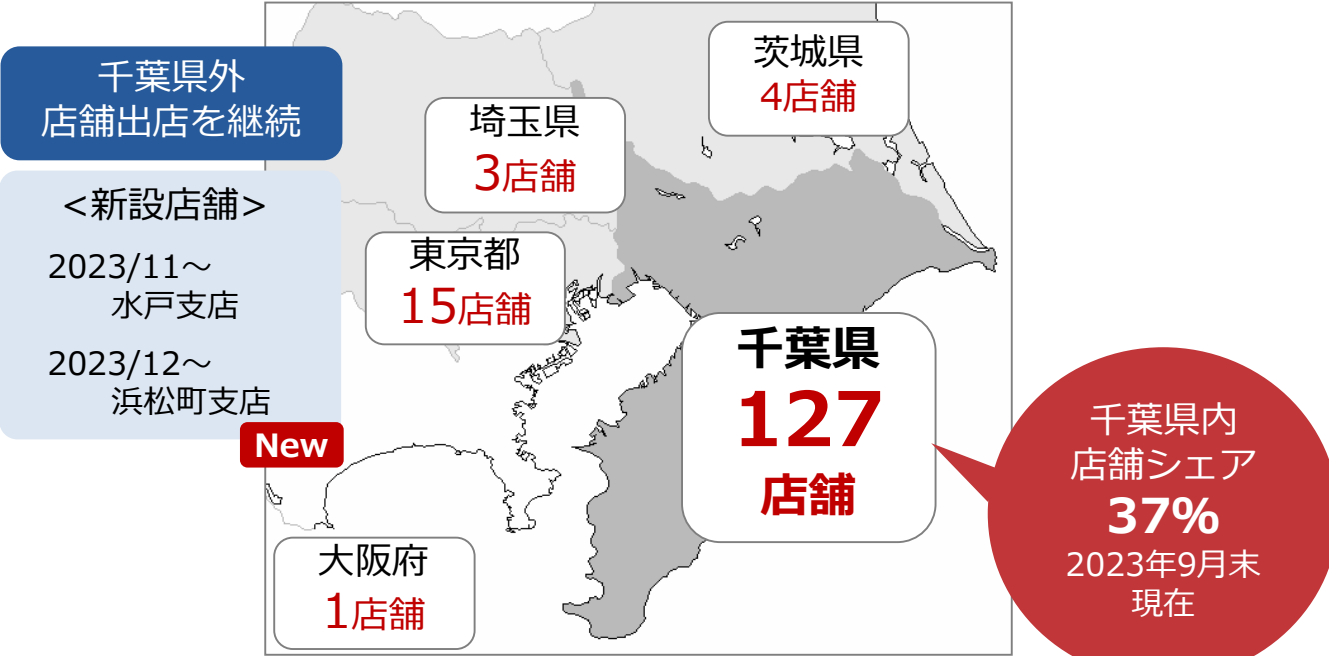 千葉県外
店舗出店を継続
<新設店舗>
2023/11～
水戸支店
2023/12～
浜松町支店
New
茨城県
4店舗
埼玉県
3店舗
東京都
15店舗
千葉県
127
店舗
大阪府
1店舗
千葉県内
店舗シェア
37%
2023年9月末
現在